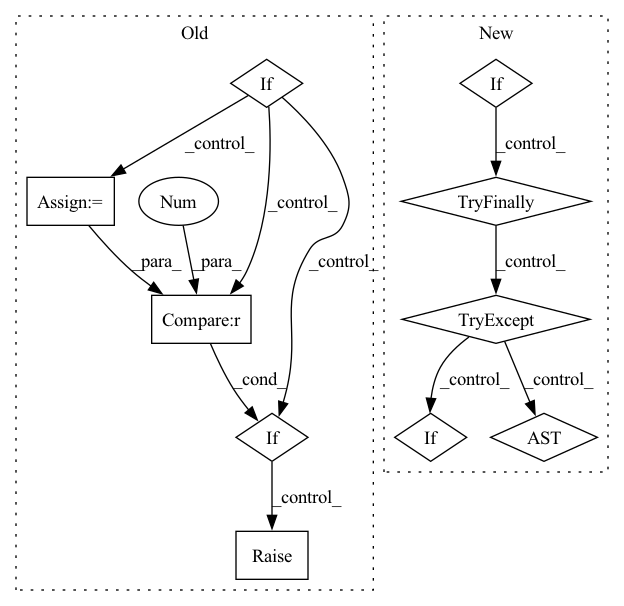 Old
New
If
If
_control_
_control_
Assign:=
Num
_control_
TryFinally
_para_
_para_
_control_
_control_
Compare:r
TryExcept
_cond_
_control_
_control_
If
If
AST
_control_
Raise